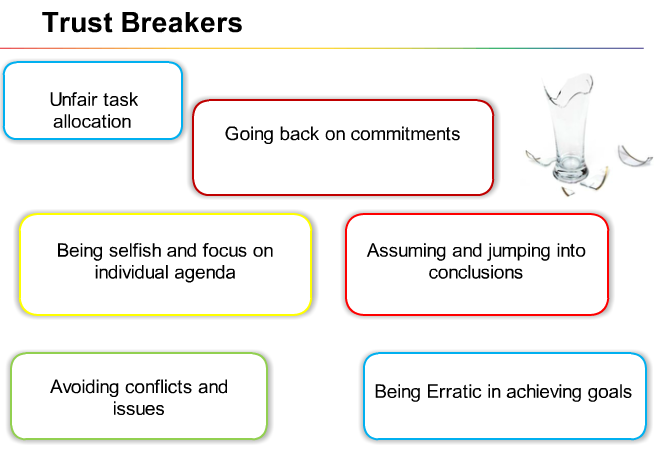 Trust Breakers
Unfair task
allocation
Going back on commitments
Being selfish and focus on
individual agenda
Assuming and jumping into
conclusions
Avoiding conflicts and
issues
Being Erratic in achieving goals